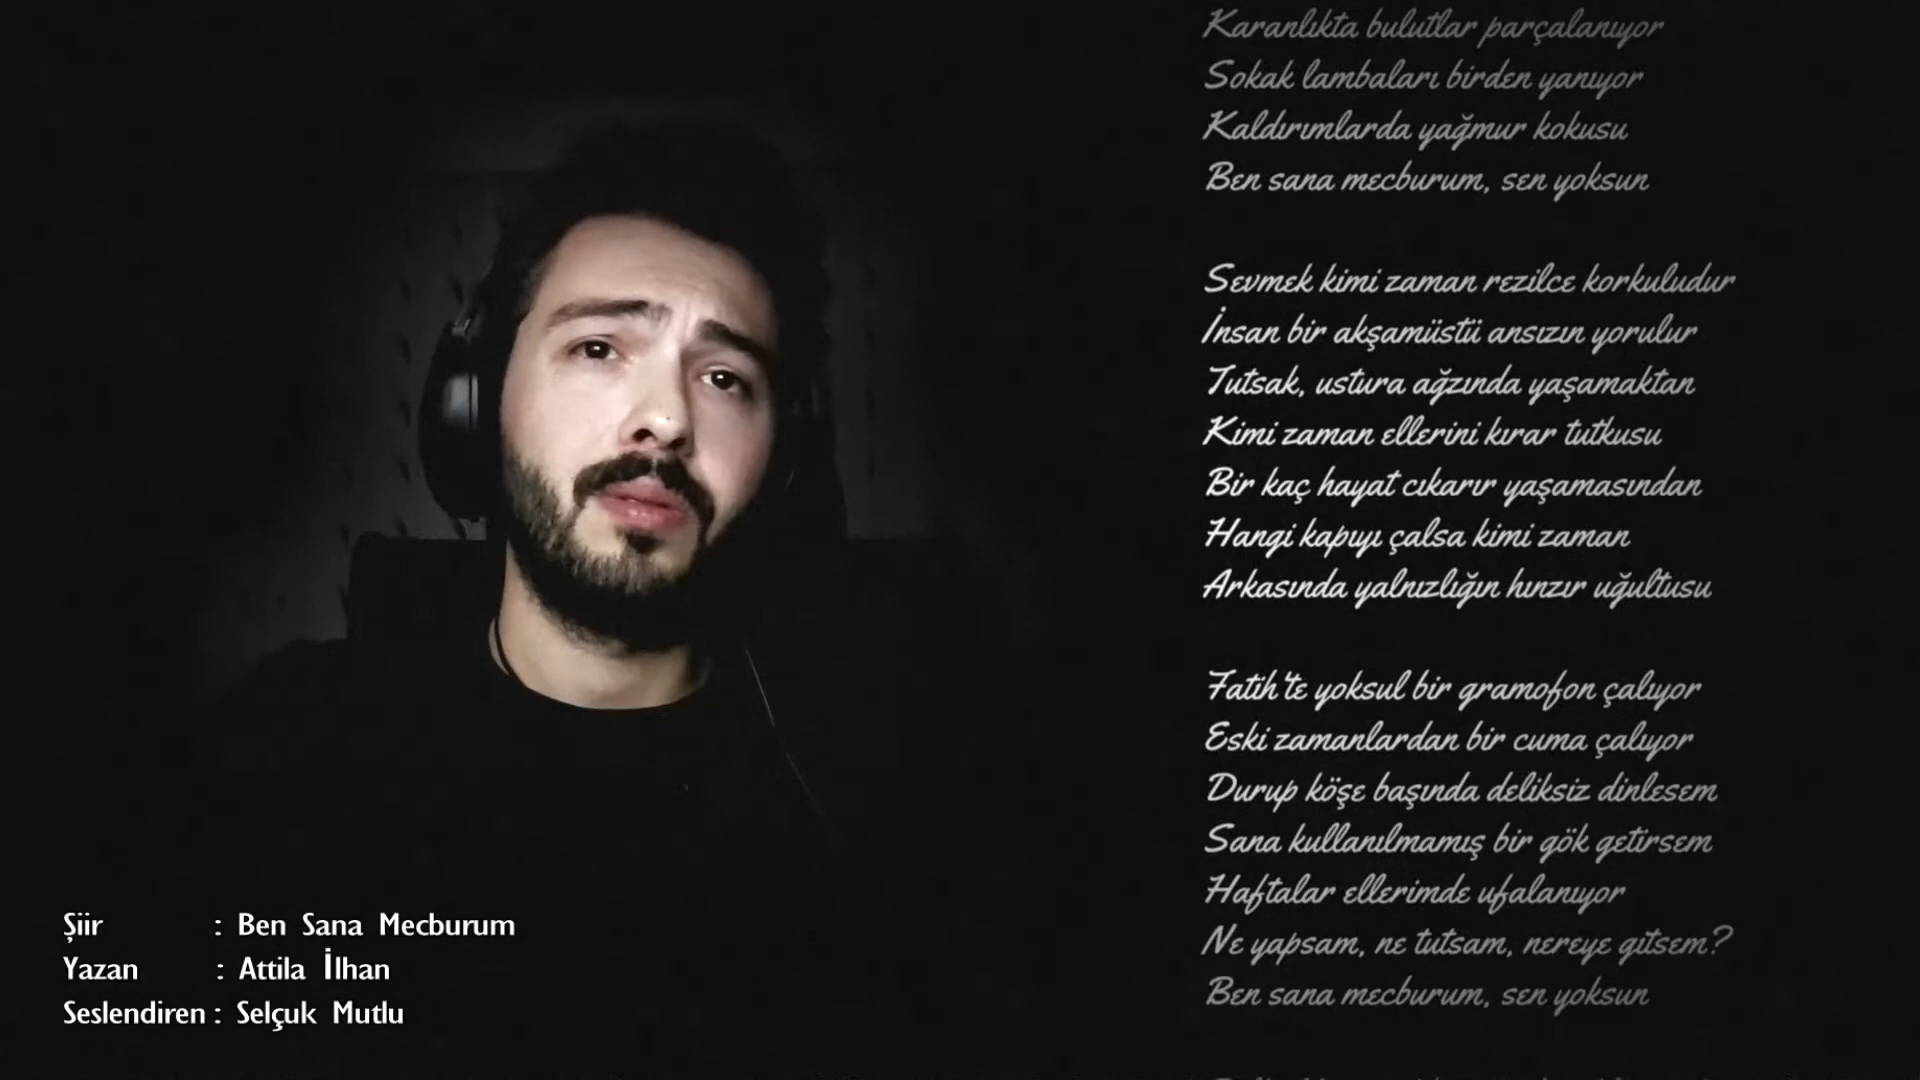 Karanlıkta bulutlar parçalanıyor
Sokak lambaları birden yanıyor
Kaldırımlarda yağmur kokusu
Ben sana mecburum, sen yoksun
Sevmek kimi zaman rezilce korkuludur
İnsan bir akşamüstü ansızın yorulur
Tutsak, ustura ağzında yaşamaktan
Kimi zaman ellerini kırar tutkusu
Bir kaç hayat cıkarır yaşamasından
Hangi kapıyı çalsa kimi zaman
Arkasında yalnızlığın hınzır uğultusu
Fatih'te yoksul bir gramofon çalıyor
Eski zamanlardan bir cuma çalıyor
Durup köşe başında deliksiz dinlesem
Sana kullanılmamış bir gök getirsem
Haftalar ellerimde ufalanıyor
Ne yapsam, ne tutsam, nereye gitsem?
Ben sana mecburum, sen yoksun
Şiir : Ben Sana Mecburum
Yazan : Attila İlhan
Seslendiren : Selçuk Mutlu